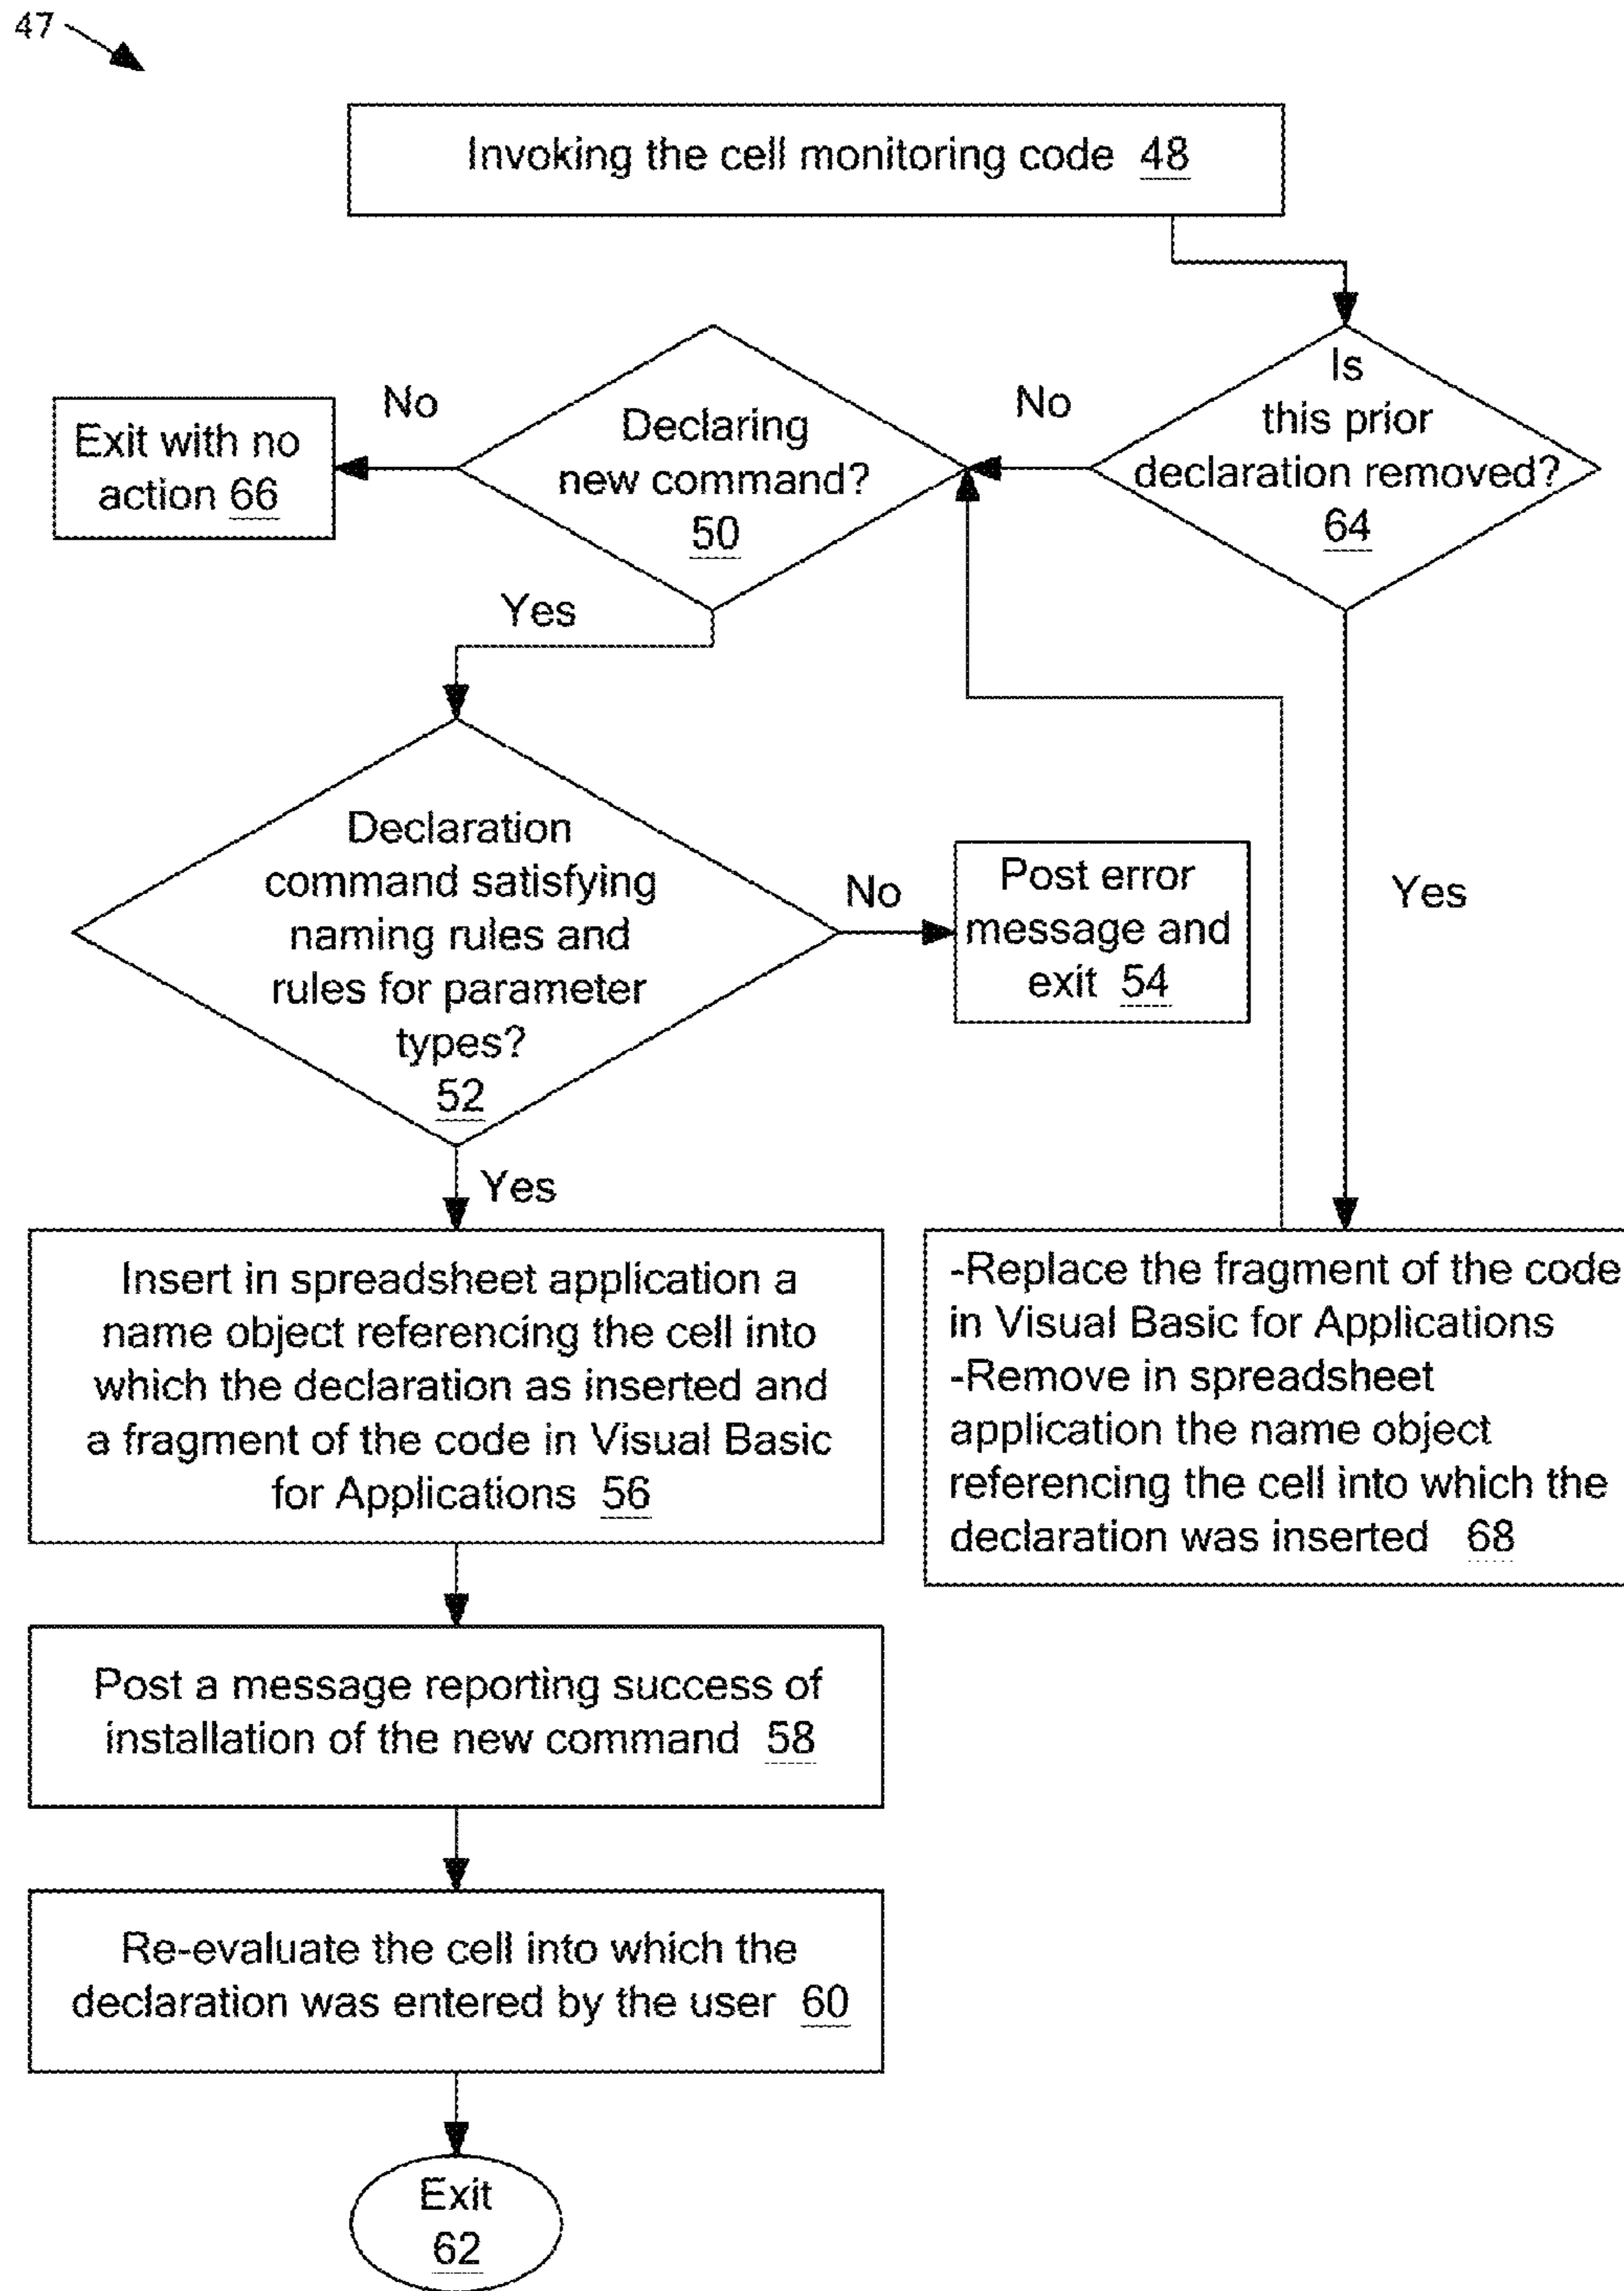 47
Invoking the cell monitoring code 48
Is
this prior
declaration removed?
64
No
Declaring
new command?
50
No
Exit with no
action 66
Yes
Declaration
command satisfying
naming rules and
rules for parameter
types?
52
No
Post error
message and
exit 54
Yes
Yes
Insert in spreadsheet application a
name object referencing the cell into
which the declaration as inserted and
a fragment of the code in Visual Basic
for Applications 56
-Replace the fragment of the code
in Visual Basic for Applications
-Remove in spreadsheet
application the name object
referencing the cell into which the
declaration was inserted 68
Post a message reporting success of
installation of the new command 58
Re-evaluate the cell into which the
declaration was entered by the user 60
Exit
62